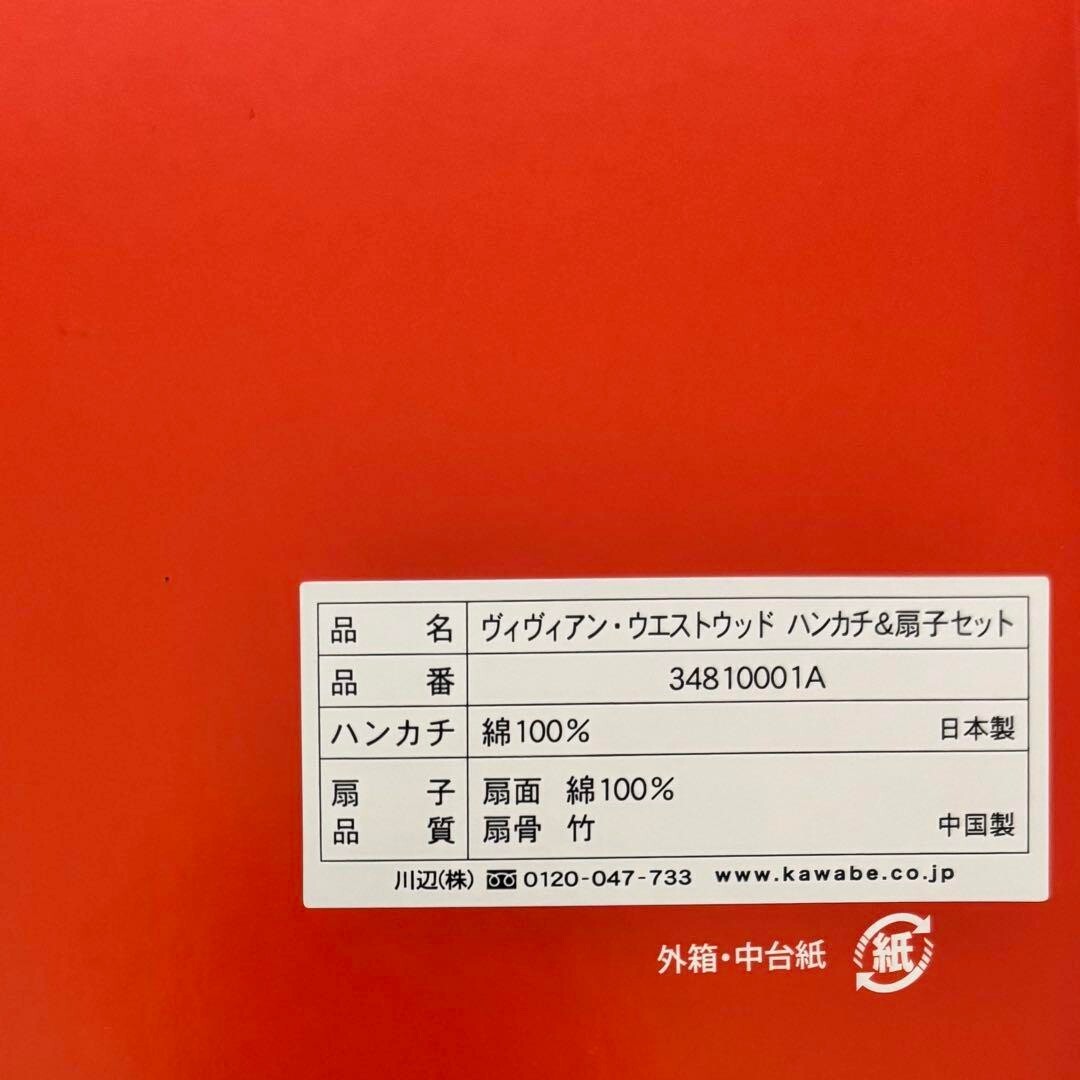 品名 ヴィヴィアン・ウエストウッド ハンカチ&扇子セット
品番 34810001A
ハンカチ 綿100% 日本製
扇子 扇面 綿100%
品質 扇骨 竹 中国製
川辺(株) 0120-047-733 www.kawabe.co.jp
外箱・中台紙 紙